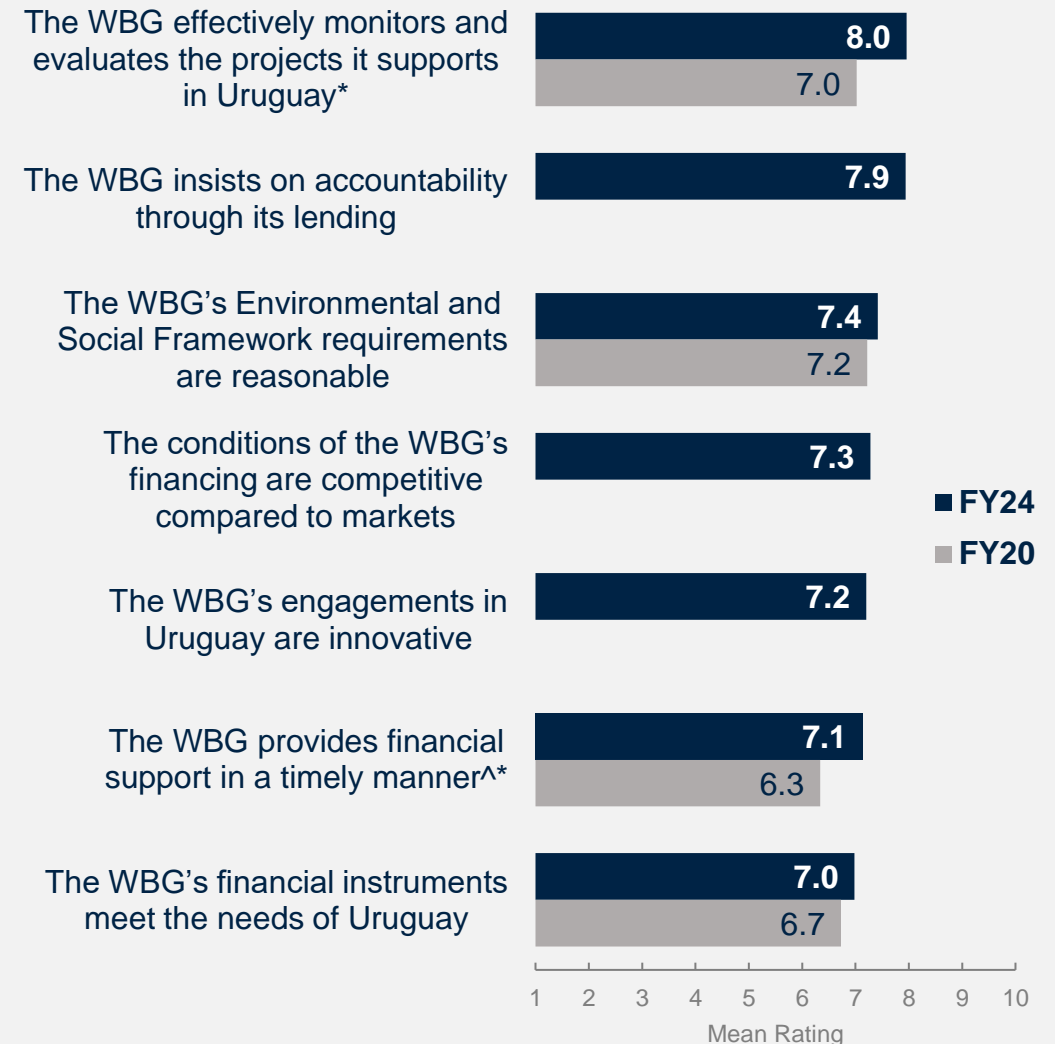 The WBG effectively monitors and
evaluates the projects it supports
in Uruguay*
8.0
7.0
The WBG insists on accountability
through its lending
7.9
The WBG’s Environmental and
Social Framework requirements
are reasonable
7.4
7.2
The conditions of the WBG’s
financing are competitive
compared to markets
7.3
FY24
FY20
The WBG’s engagements in
Uruguay are innovative
7.2
The WBG provides financial
support in a timely manner^*
7.1
6.3
The WBG’s financial instruments
meet the needs of Uruguay
7.0
6.7
1 2 3 4 5 6 7 8 9 10
Mean Rating